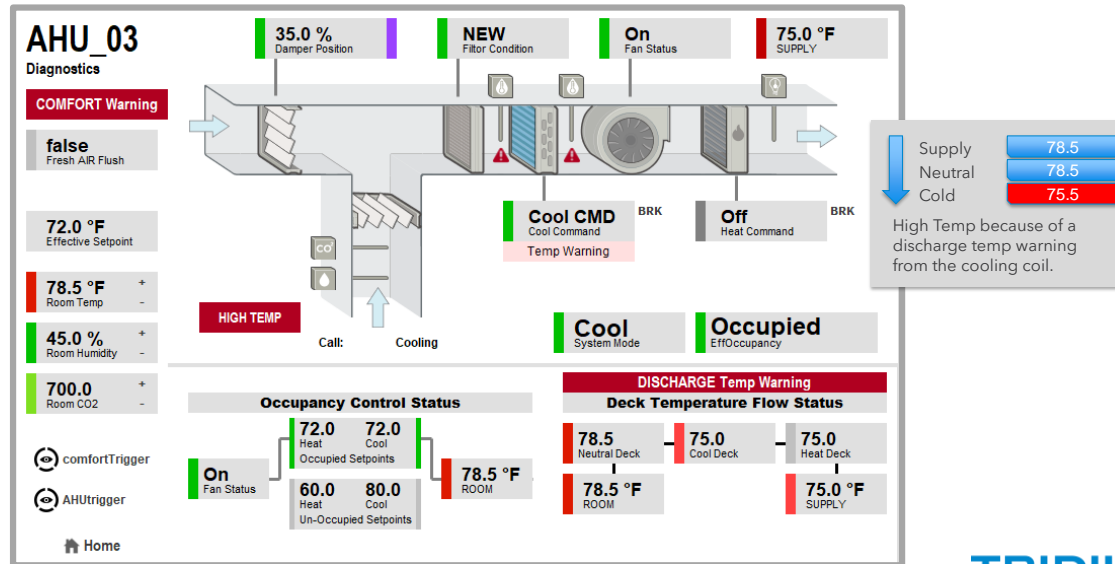 AHU_03
Diagnostics
COMFORT Warning
false
Fresh AIR Flush
72.0 °F
Effective Setpoint
78.5 °F + -
Room Temp
45.0 % + -
Room Humidity
700.0 + -
Room CO2
comfortTrigger
AHUtrigger
Home
35.0 %
Damper Position
NEW
Filtor Condition
On
Fan Status
75.0 °F
SUPPLY
Cool CMD
Cool Command
BRK
Temp Warning
Off
Heat Command
BRK
CO
HIGH TEMP
Call: Cooling
Cool
System Mode
Occupied
EffOccupancy
Occupancy Control Status
On
Fan Status
72.0 72.0
Heat Cool
Occupied Setpoints
60.0 80.0
Heat Cool
Un-Occupied Setpoints
78.5 °F
ROOM
DISCHARGE Temp Warning
Deck Temperature Flow Status
78.5
Neutral Deck
75.0
Cool Deck
75.0
Heat Deck
78.5 °F
ROOM
75.0 °F
SUPPLY
Supply 78.5
Neutral 78.5
Cold 75.5
High Temp because of a
discharge temp warning
from the cooling coil.